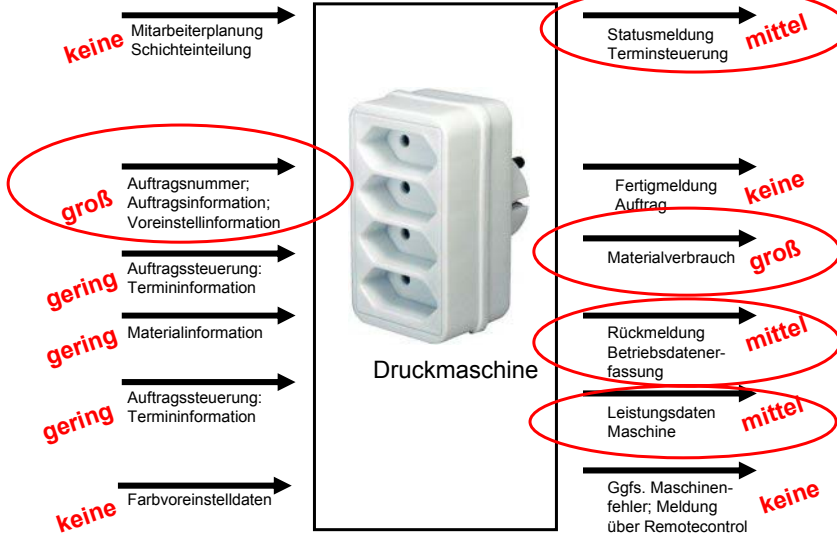 keine
Mitarbeiterplanung
Schichteinteilung
groß
Auftragsnummer;
Auftragsinformation;
Voreinstellinformation
gering
Auftragssteuerung:
Termininformation
gering
Materialinformation
gering
Auftragssteuerung:
Termininformation
keine
Farbvoreinstelldaten
Druckmaschine
Statusmeldung
Terminsteuerung
mittel
Fertigmeldung
Auftrag
keine
Materialverbrauch
groß
Rückmeldung
Betriebsdatener-
fassung
mittel
Leistungsdaten
Maschine
mittel
Ggfs. Maschinen-
fehler; Meldung
über Remotecontrol
keine